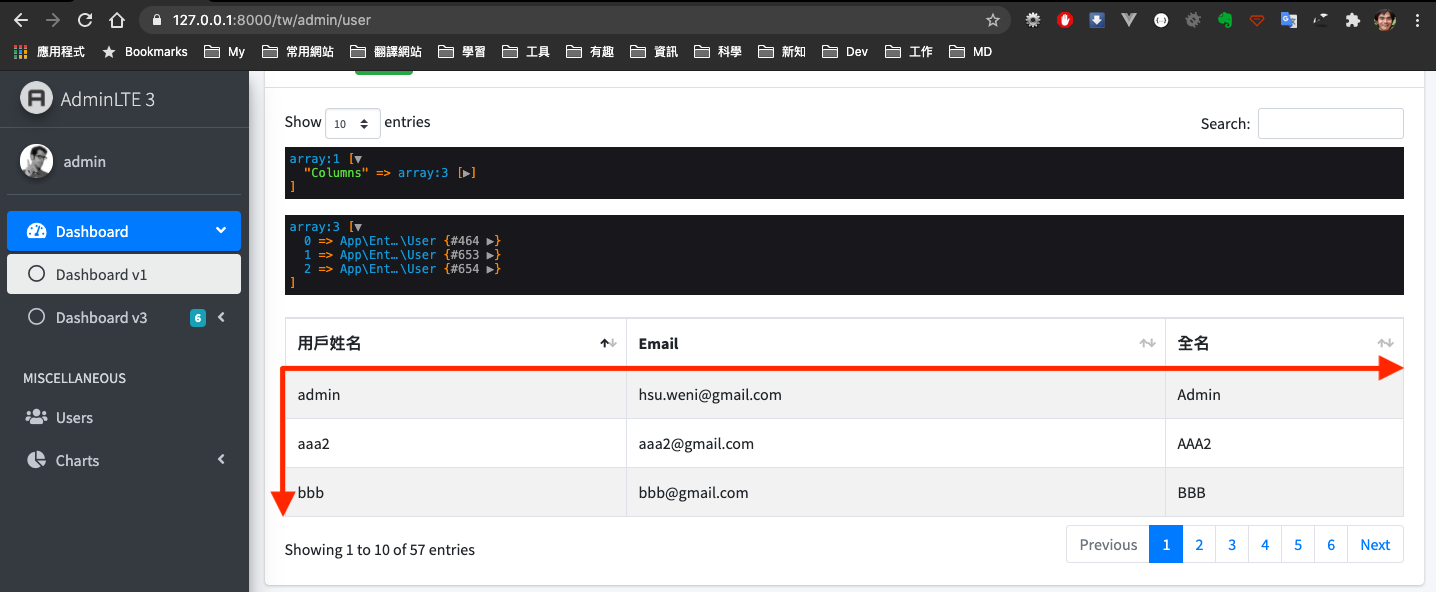 127.0.0.1:8000/tw/admin/user
應用程式 Bookmarks My 常用網站 翻譯網站 學習 工具 有趣 資訊 科學 新知 Dev 工作 MD
AdminLTE 3
admin
Dashboard
Dashboard v1
Dashboard v3 6
MISCELLANEOUS
Users
Charts
Show 10 entries
Search:
array:1 [▼
"Columns" => array:3 [▶]
]
array:3 [▼
0 => App\Ent…\User {#464 ▶}
1 => App\Ent…\User {#653 ▶}
2 => App\Ent…\User {#654 ▶}
]
用戶姓名 Email 全名
admin hsu.weni@gmail.com Admin
aaa2 aaa2@gmail.com AAA2
bbb bbb@gmail.com BBB
Showing 1 to 10 of 57 entries
Previous 1 2 3 4 5 6 Next